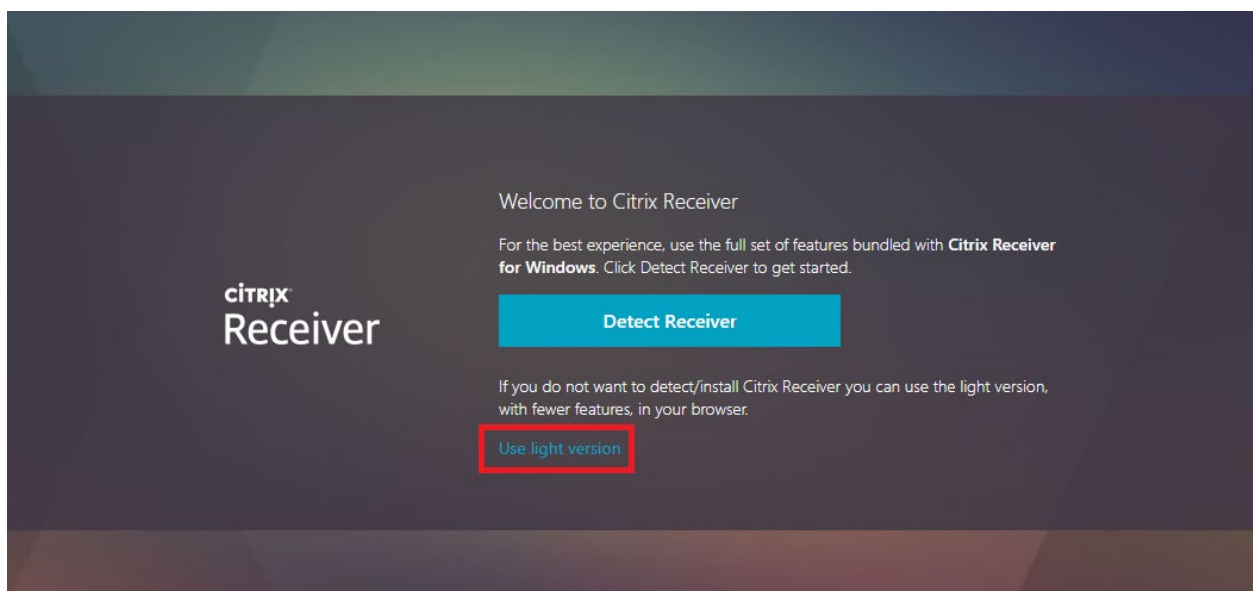 Welcome to Citrix Receiver
For the best experience, use the full set of features bundled with Citrix Receiver
for Windows. Click Detect Receiver to get started.
CİTRỊX
Receiver
Detect Receiver
If you do not want to detect/install Citrix Receiver you can use the light version,
with fewer features, in your browser.
Use light version